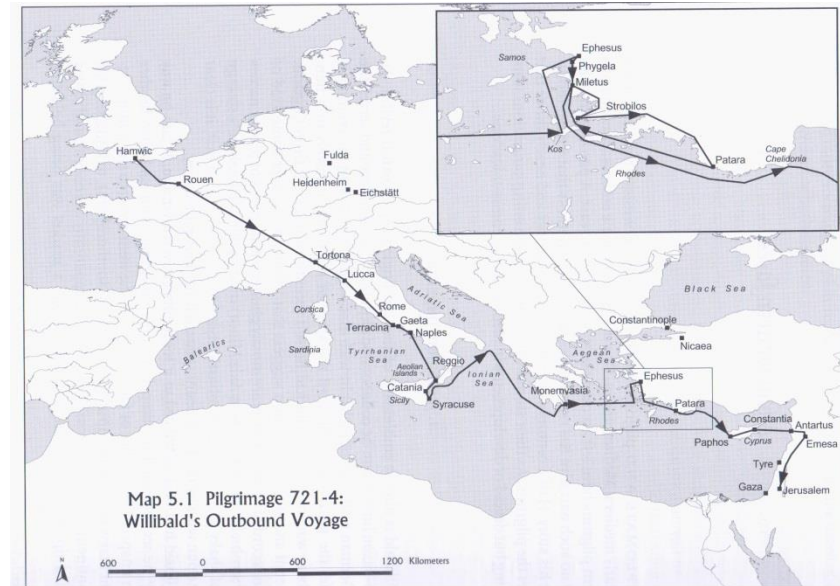 Ephesus
Samos
Phygela
Miletus
Strobilos
Kos
Rhodes
Patara
Cape
Chelidonia
Hamwic
Rouen
Fulda
Heidenheim
Eichstätt
Tortona
Lucca
Adriatic Sea
Black Sea
Corsica
Rome
Gaeta
Terracina
Naples
Sardinia
Balearics
Tyrrhenian
Sea
Constantinople
Nicaea
Aegean
Sea
Aeolian
Islands
Reggio
Ionian
Sea
Catania
Sicily
Syracuse
Monemvasia
Ephesus
Patara
Rhodes
Constantia
Antartus
Paphos
Cyprus
Emesa
Tyre
Gaza
Jerusalem
Map 5.1 Pilgrimage 721-4:
Willibald's Outbound Voyage
N
600 0 600 1200 Kilometers